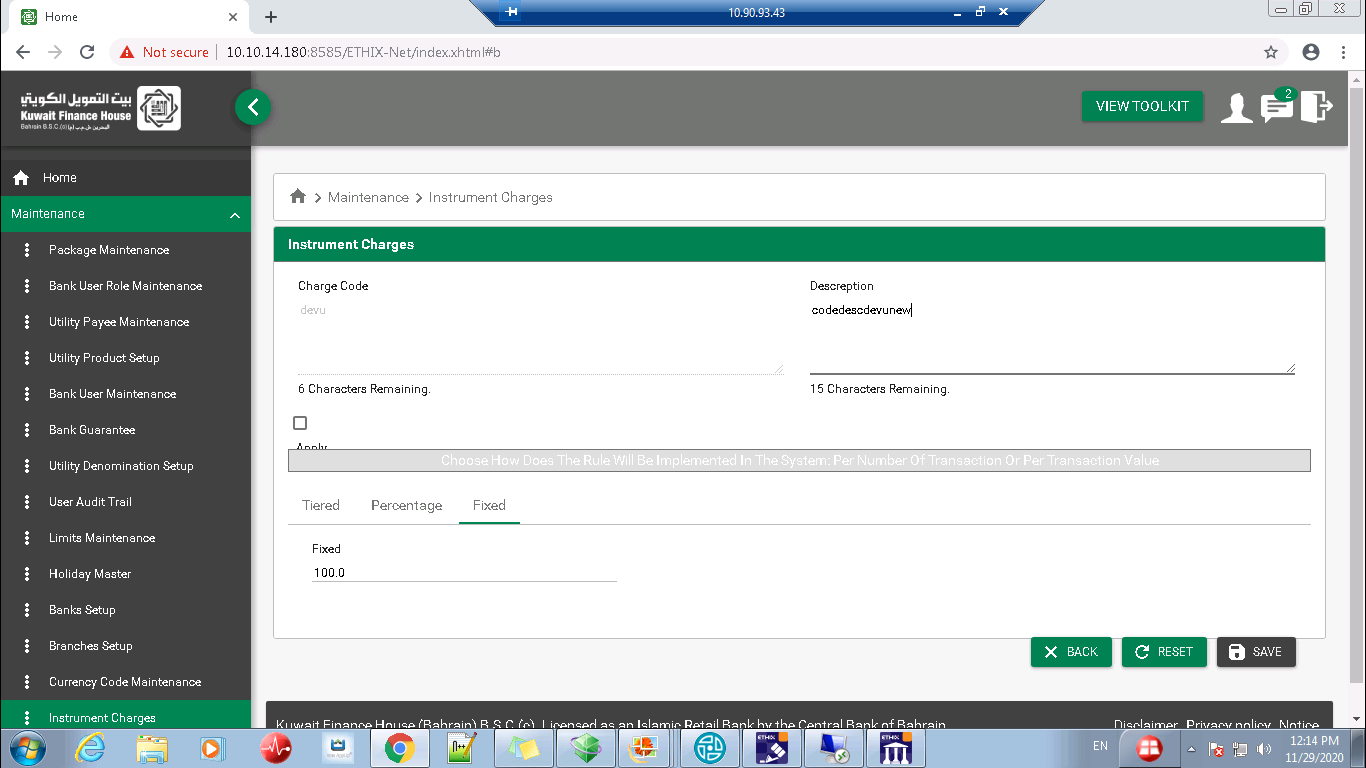 Home
10.90.93.43
Not secure
10.10.14.180:8585/ETHIX-Net/index.xhtml#b
بيت التمويل الكويتي
Kuwait Finance House
Bahrain B.S.C.(c)
VIEW TOOLKIT
2
Home
Maintenance
Package Maintenance
Bank User Role Maintenance
Utility Payee Maintenance
Utility Product Setup
Bank User Maintenance
Bank Guarantee
Utility Denomination Setup
User Audit Trail
Limits Maintenance
Holiday Master
Banks Setup
Branches Setup
Currency Code Maintenance
Instrument Charges
Maintenance
Instrument Charges
Instrument Charges
Charge Code
devu
6 Characters Remaining.
Descreption
codedescdevunew
15 Characters Remaining.
Apply
Choose How Does The Rule Will Be Implemented In The System: Per Number Of Transaction Or Per Transaction Value
Tiered Percentage Fixed
Fixed
100.0
BACK RESET SAVE
Kuwait Finance House (Bahrain) B.S.C.(c), Licensed as an Islamic Retail Bank by the Central Bank of Bahrain
Disclaimer Privacy policy Notice
EN
12:14 PM
11/29/2020